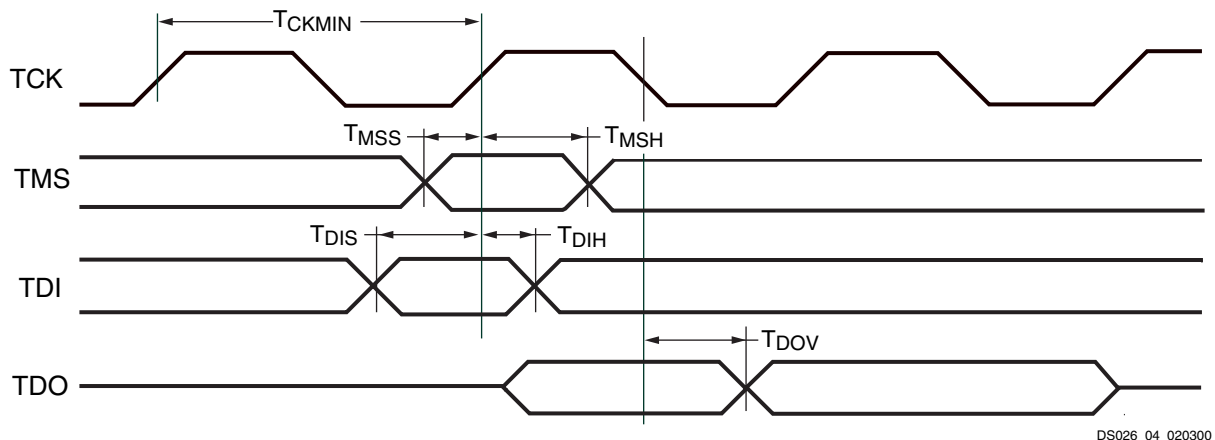 TCKMIN
TCK
TMSS
TMSH
TMS
TDIS
TDIH
TDI
TDOV
TDO
DS026_04_020300